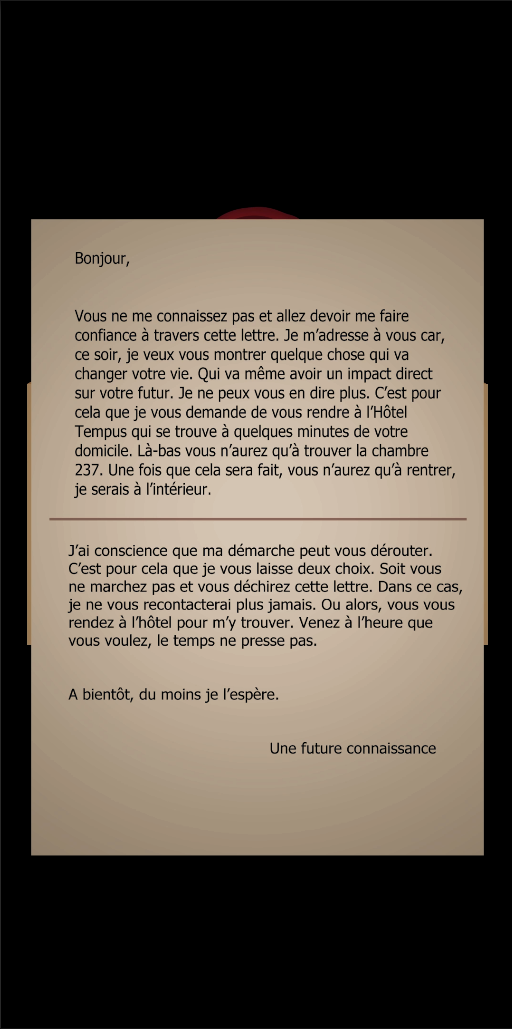 Bonjour,
Vous ne me connaissez pas et allez devoir me faire
confiance à travers cette lettre. Je m'adresse à vous car,
ce soir, je veux vous montrer quelque chose qui va
changer votre vie. Qui va même avoir un impact direct
sur votre futur. Je ne peux vous en dire plus. C'est pour
cela que je vous demande de vous rendre à l'Hôtel
Tempus qui se trouve à quelques minutes de votre
domicile. Là-bas vous n'aurez qu'à trouver la chambre
237. Une fois que cela sera fait, vous n'aurez qu'à rentrer,
je serais à l'intérieur.
J'ai conscience que ma démarche peut vous dérouter.
C'est pour cela que je vous laisse deux choix. Soit vous
ne marchez pas et vous déchirez cette lettre. Dans ce cas,
je ne vous recontacterai plus jamais. Ou alors, vous vous
rendez à l'hôtel pour m'y trouver. Venez à l'heure que
vous voulez, le temps ne presse pas.
A bientôt, du moins je l'espère.
Une future connaissance